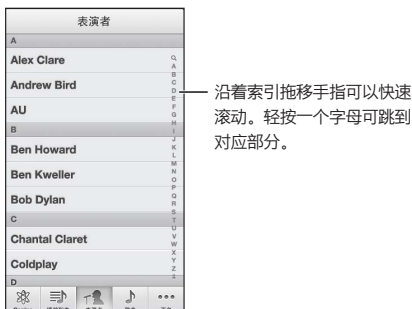 表演者
A
Alex Clare
Andrew Bird
AU
B
Ben Howard
Ben Kweller
Bob Dylan
C
Chantal Claret
Coldplay
D
Q
A
B
C
D
E
F
G
H
I
J
K
L
M
N
O
P
Q
R
S
T
U
V
W
X
Y
Z
#
沿着索引拖移手指可以快速
滚动。轻按一个字母可跳到
对应部分。